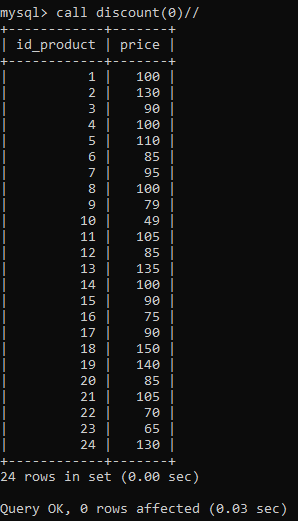 mysql> call discount(0)//
+------------+-------+
| id_product | price |
+------------+-------+
|          1 |   100 |
|          2 |   130 |
|          3 |    90 |
|          4 |   100 |
|          5 |   110 |
|          6 |    85 |
|          7 |    95 |
|          8 |   100 |
|          9 |    79 |
|         10 |    49 |
|         11 |   105 |
|         12 |    85 |
|         13 |   135 |
|         14 |   100 |
|         15 |    90 |
|         16 |    75 |
|         17 |    90 |
|         18 |   150 |
|         19 |   140 |
|         20 |    85 |
|         21 |   105 |
|         22 |    70 |
|         23 |    65 |
|         24 |   130 |
+------------+-------+
24 rows in set (0.00 sec)

Query OK, 0 rows affected (0.03 sec)